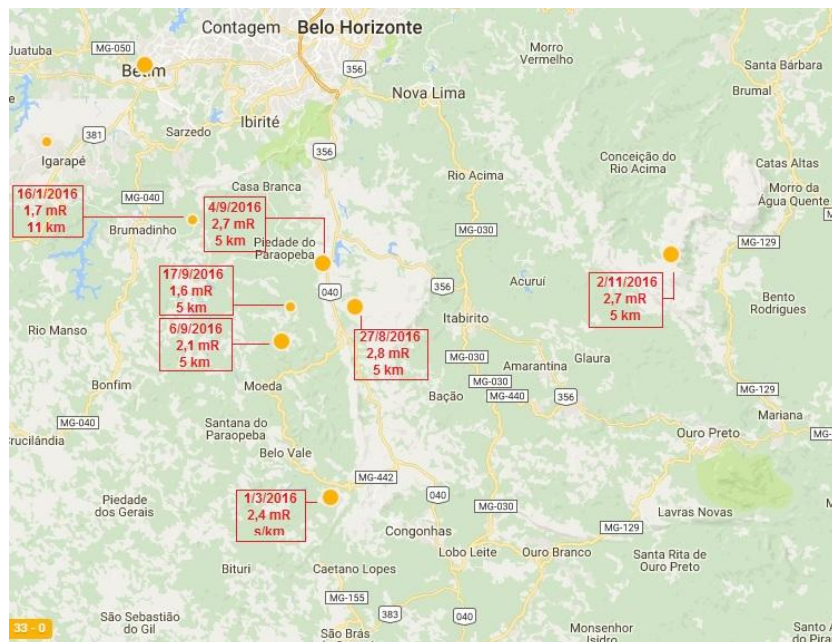 Contagem
Belo Horizonte
Juatuba
MG-050
Betim
356
Morro
Vermelho
Santa Bárbara
Brumal
Nova Lima
Ibirité
Sarzedo
381
Igarapé
356
Conceição do
Rio Acima
Catas Altas
Rio Acima
Morro da
Água Quente
Casa Branca
MG-040
16/1/2016
1,7 mR
11 km
Brumadinho
4/9/2016
2,7 mR
5 km
Piedade do
Paraopeba
MG-030
MG-129
17/9/2016
1,6 mR
5 km
040
356
Acuruí
2/11/2016
2,7 mR
5 km
Bento
Rodrigues
Rio Manso
6/9/2016
2,1 mR
5 km
27/8/2016
2,8 mR
5 km
Itabirito
MG-030
Glaura
Amarantina
Bonfim
Moeda
MG-030
Bação
MG-440
356
MG-129
Mariana
MG-040
Santana do
Paraopeba
Crucilândia
Ouro Preto
MG-
Belo Vale
MG-442
1/3/2016
2,4 mR
s/km
Piedade
dos Gerais
040
MG-030
Lavras Novas
MG-129
Congonhas
Lobo Leite
Ouro Branco
Santa Rita de
Ouro Preto
Bituri
Caetano Lopes
MG-155
São Sebastião
do Gil
383
040
33 - 0
São Brás
Monsenhor
Isidro
Santo A
do Pira